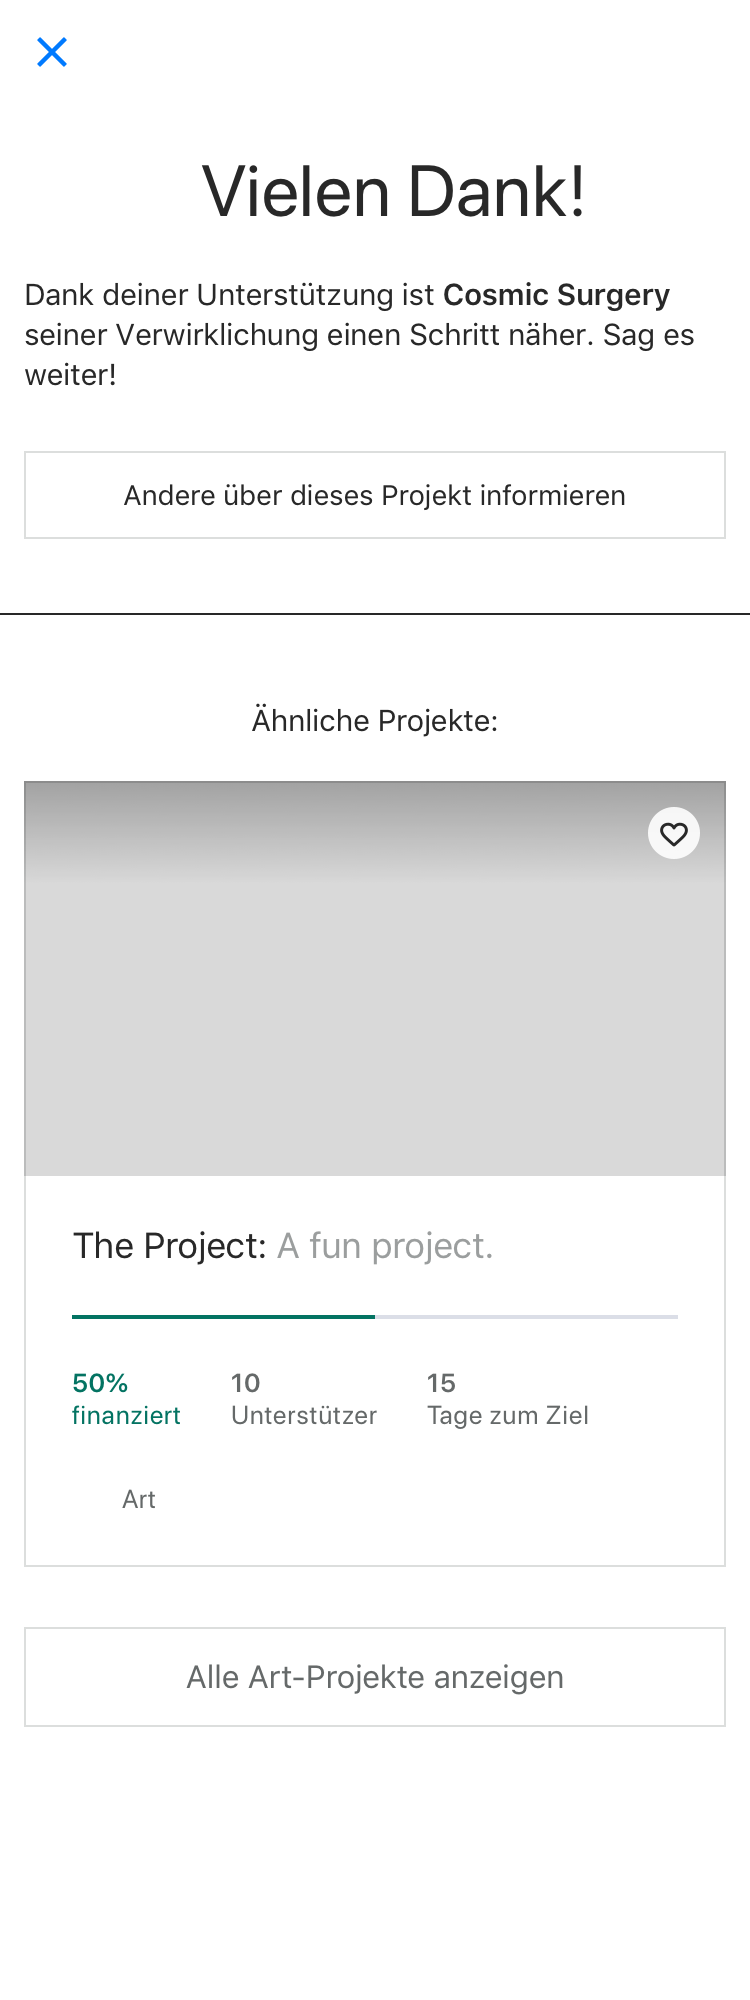 Vielen Dank!
Dank deiner Unterstützung ist Cosmic Surgery
seiner Verwirklichung einen Schritt näher. Sag es
weiter!
Andere über dieses Projekt informieren
Ähnliche Projekte:
The Project: A fun project.
50%
finanziert
10
Unterstützer
15
Tage zum Ziel
Art
Alle Art-Projekte anzeigen